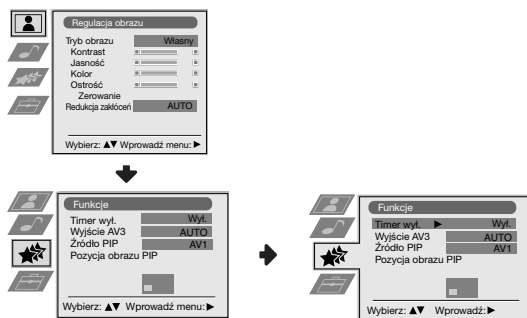 Regulacja obrazu
Tryb obrazu Własny
Kontrast
Jasność
Kolor
Ostrość
Zerowanie
Redukcja zakłóceń AUTO
Wybierz: ▲▼ Wprowadź menu: ►
Funkcje
Timer wył. Wył.
Wyjście AV3 AUTO
Źródło PIP AV1
Pozycja obrazu PIP
Wybierz: ▲▼ Wprowadź menu: ►
Funkcje
Timer wył. ► Wył.
Wyjście AV3 AUTO
Źródło PIP AV1
Pozycja obrazu PIP
Wybierz: ▲▼ Wprowadź: ►